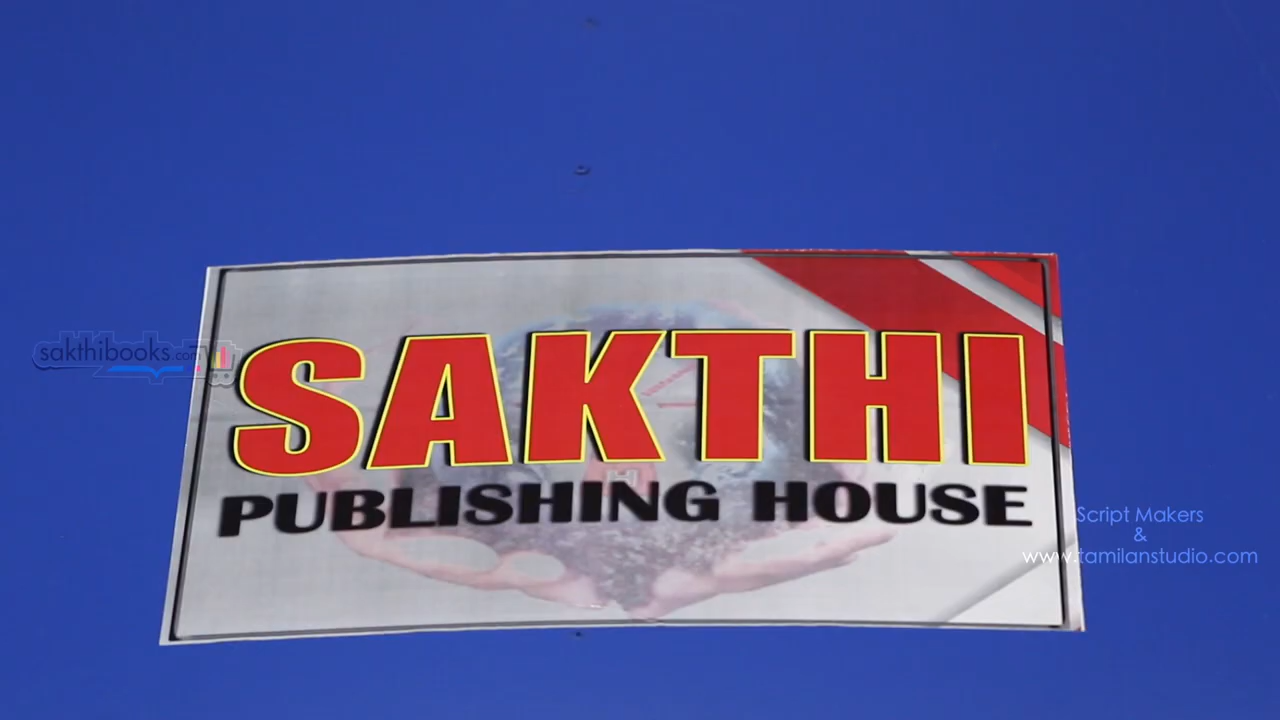 sakthibooks.com
SAKTHI
PUBLISHING HOUSE
Script Makers
&
www.tamilanstudio.com